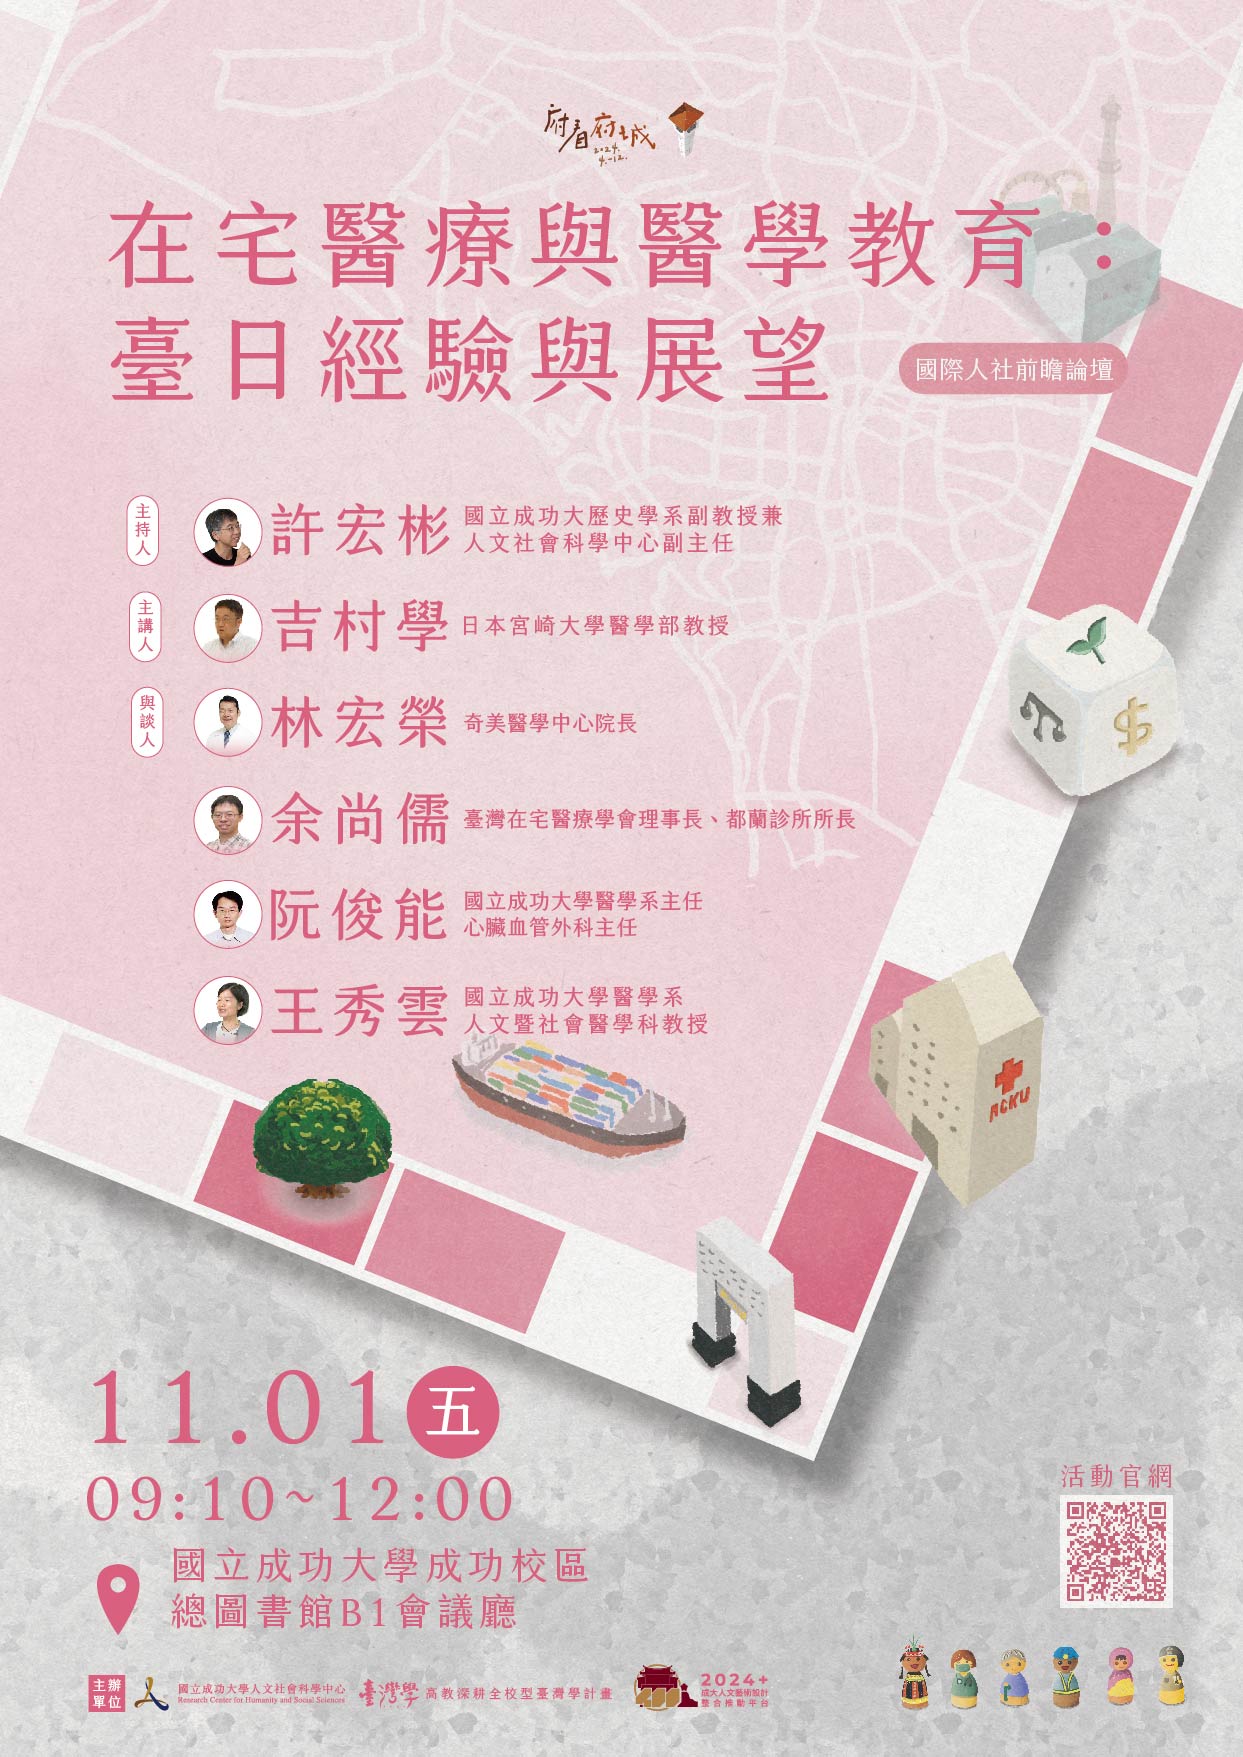 府看府城
2024.
4.-12.
在宅醫療與醫學教育：
臺日經驗與展望
國際人社前瞻論壇
主持人
許宏彬
國立成功大歷史學系副教授兼
人文社會科學中心副主任
主講人
吉村學
日本宮崎大學醫學部教授
與談人
林宏榮
奇美醫學中心院長
余尚儒
臺灣在宅醫療學會理事長、都蘭診所所長
阮俊能
國立成功大學醫學系主任
心臟血管外科主任
王秀雲
國立成功大學醫學系
人文暨社會醫學科教授
$
NCKU
11.01 五
09:10~12:00
國立成功大學成功校區
總圖書館B1會議廳
活動官網
主辦
單位
國立成功大學人文社會科學中心
Research Center for Humanity and Social Sciences
臺灣學
高教深耕全校型臺灣學計畫
200
2024+
成大人文藝術設計
整合推動平台